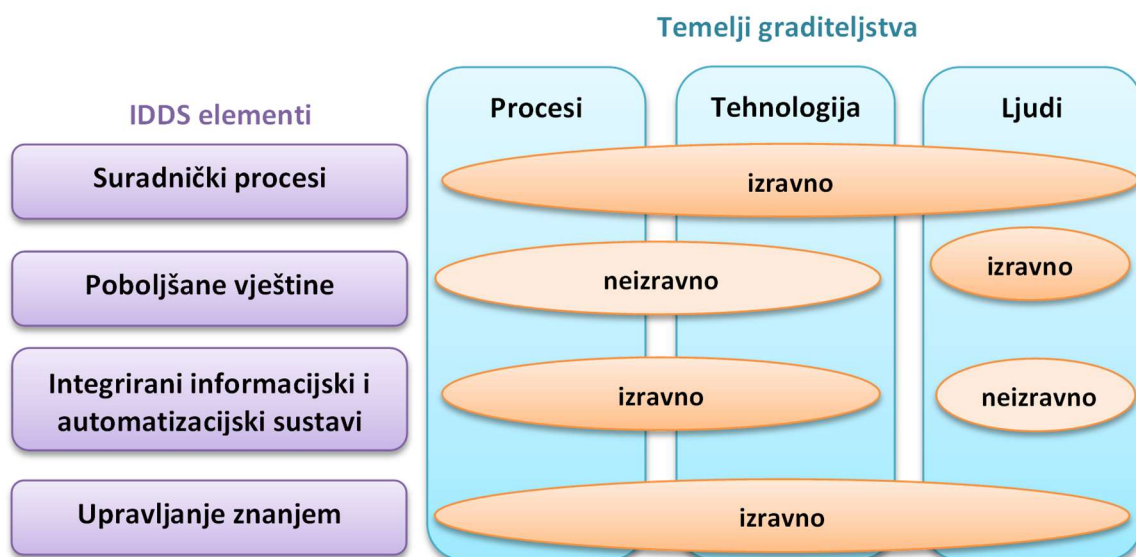 Temelji graditeljstva
IDDS elementi
Procesi
Tehnologija
Ljudi
Suradnički procesi
izravno
Poboljšane vještine
neizravno
izravno
Integrirani informacijski i
automatizacijski sustavi
izravno
neizravno
Upravljanje znanjem
izravno